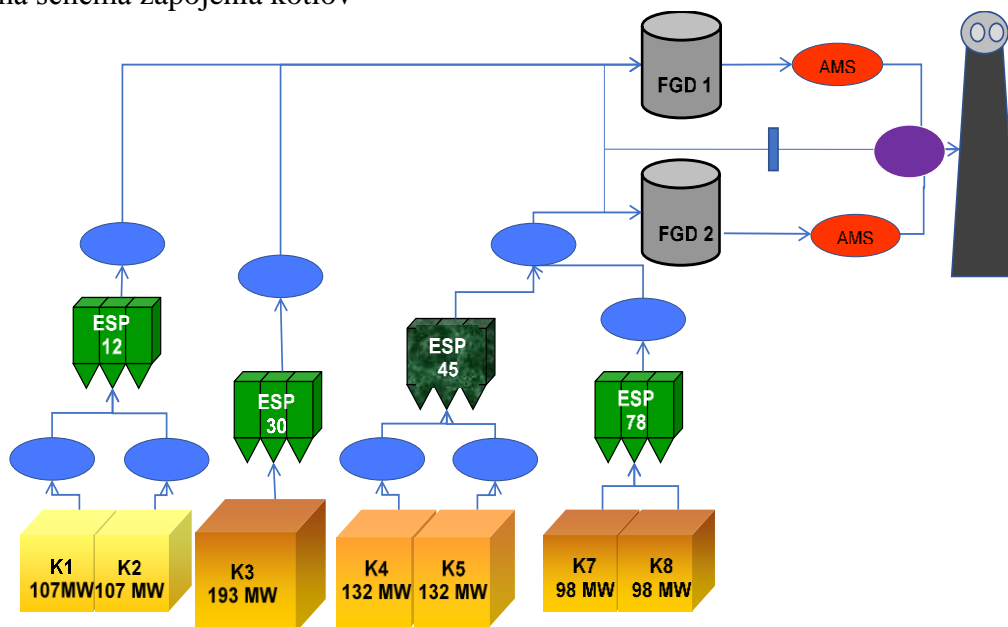 na schéma zapojenia kotlov
FGD 1
AMS
FGD 2
AMS
ESP
12
ESP
45
ESP
30
ESP
78
K1
107MW
K2
107 MW
K3
193 MW
K4
132 MW
K5
132 MW
K7
98 MW
K8
98 MW